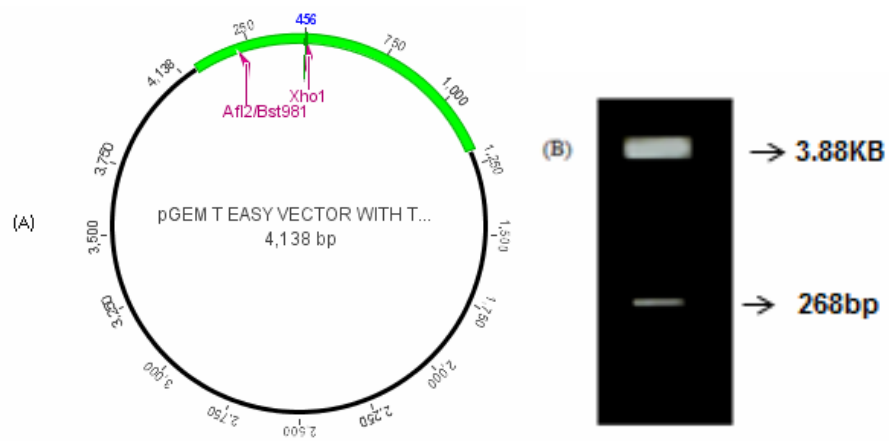 (A)
456
250
750
1,000
1,250
1,500
1,750
2,000
2,250
2,500
2,750
3,000
3,250
3,500
3,750
4,138
Xho1
Afl2/Bst981
pGEM T EASY VECTOR WITH T...
4,138 bp
(B)
3.88KB
268bp